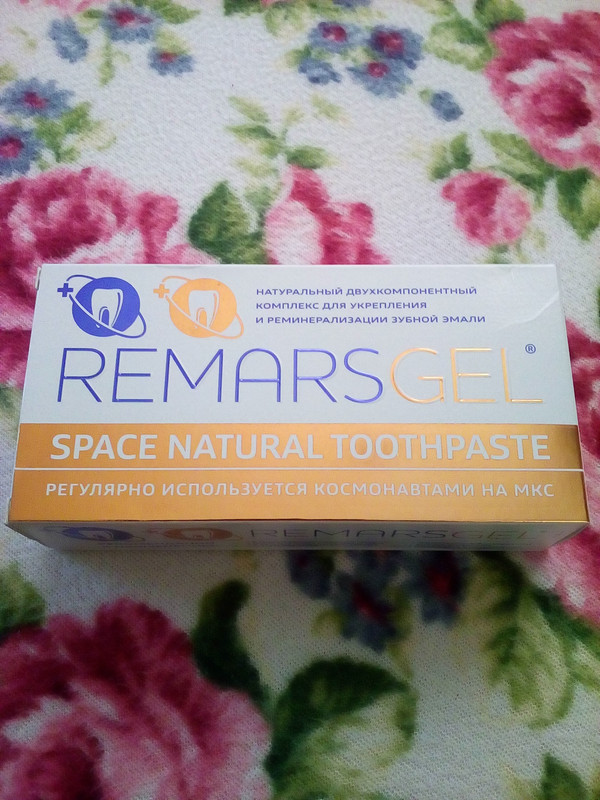 НАТУРАЛЬНЫЙ ДВУХКОМПОНЕНТНЫЙ
КОМПЛЕКС ДЛЯ УКРЕПЛЕНИЯ
И РЕМИНЕРАЛИЗАЦИИ ЗУБНОЙ ЭМАЛИ
REMARSGEL®
SPACE NATURAL TOOTHPASTE
РЕГУЛЯРНО ИСПОЛЬЗУЕТСЯ КОСМОНАВТАМИ НА МКС
REMARSGEL